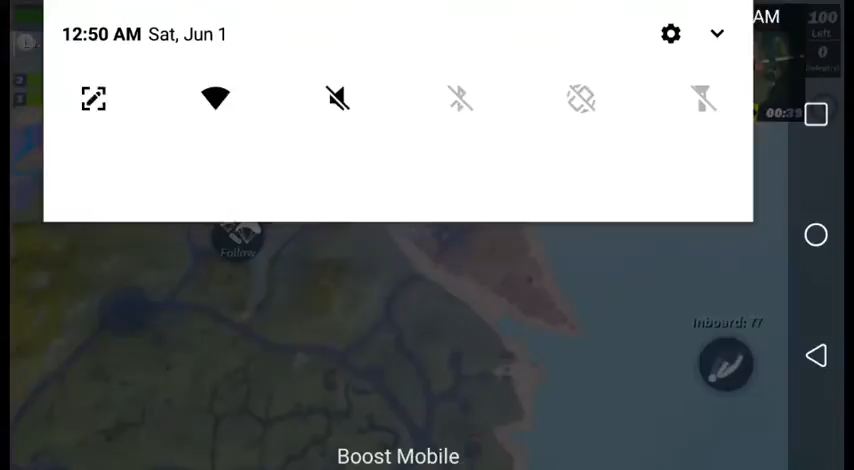 12:50 AM Sat, Jun 1
AM
100
Left
0
00:39
Follow
Inboard: 77
Boost Mobile